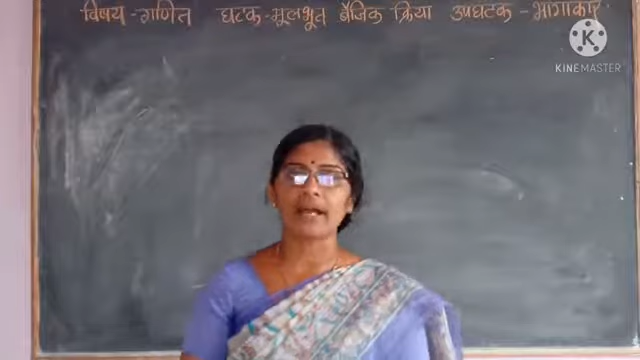 विषय - गणित घटक - मूलभूत बैजिक क्रिया उपघटक - भागाकार
KINEMASTER